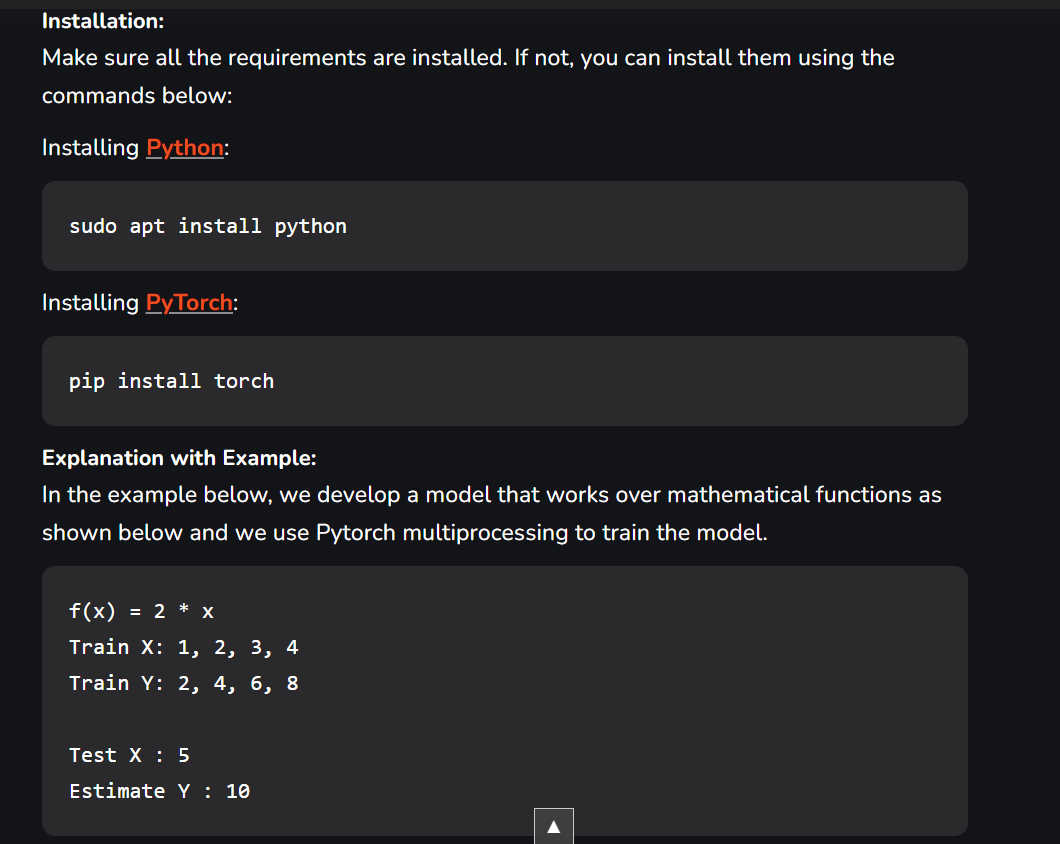 Installation:
Make sure all the requirements are installed. If not, you can install them using the
commands below:
Installing Python:
sudo apt install python
Installing PyTorch:
pip install torch
Explanation with Example:
In the example below, we develop a model that works over mathematical functions as
shown below and we use Pytorch multiprocessing to train the model.
f(x) = 2 * x
Train X: 1, 2, 3, 4
Train Y: 2, 4, 6, 8
Test X : 5
Estimate Y : 10